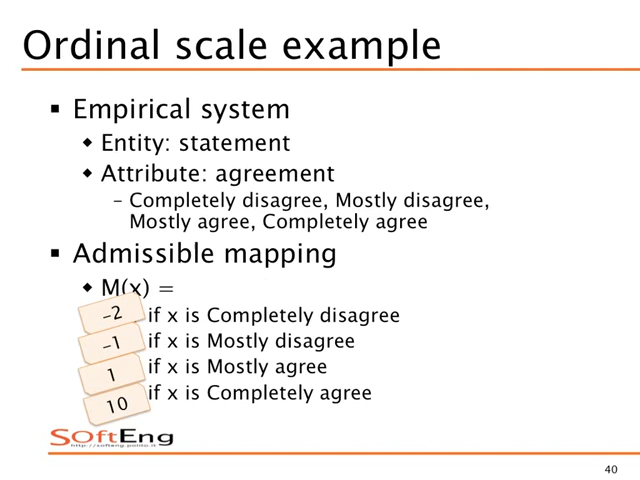 Ordinal scale example
▪ Empirical system
◆ Entity: statement
◆ Attribute: agreement
– Completely disagree, Mostly disagree,
Mostly agree, Completely agree
▪ Admissible mapping
◆ M(x) =
-2 if x is Completely disagree
-1 if x is Mostly disagree
1 if x is Mostly agree
10 if x is Completely agree
SOftEng
http://softeng.polito.it
40